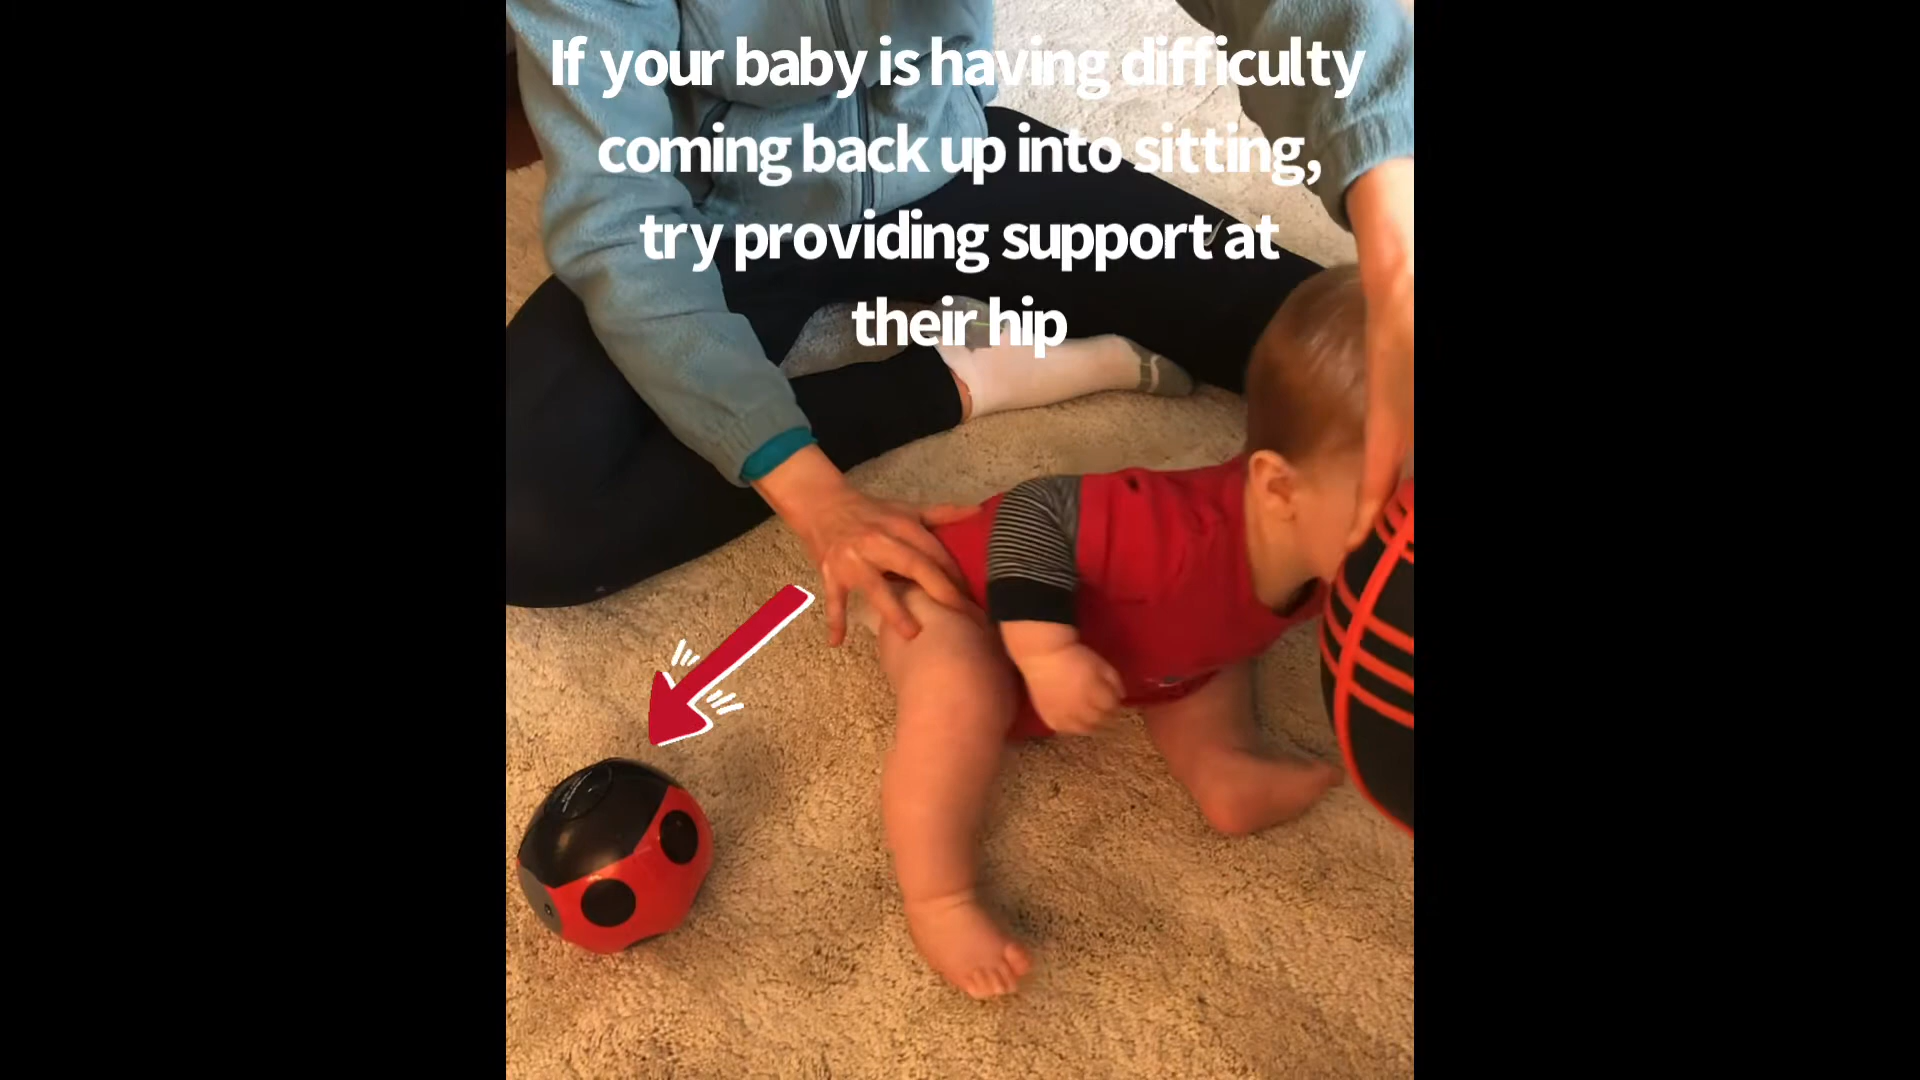 If your baby is having difficulty
coming back up into sitting,
try providing support at
their hip